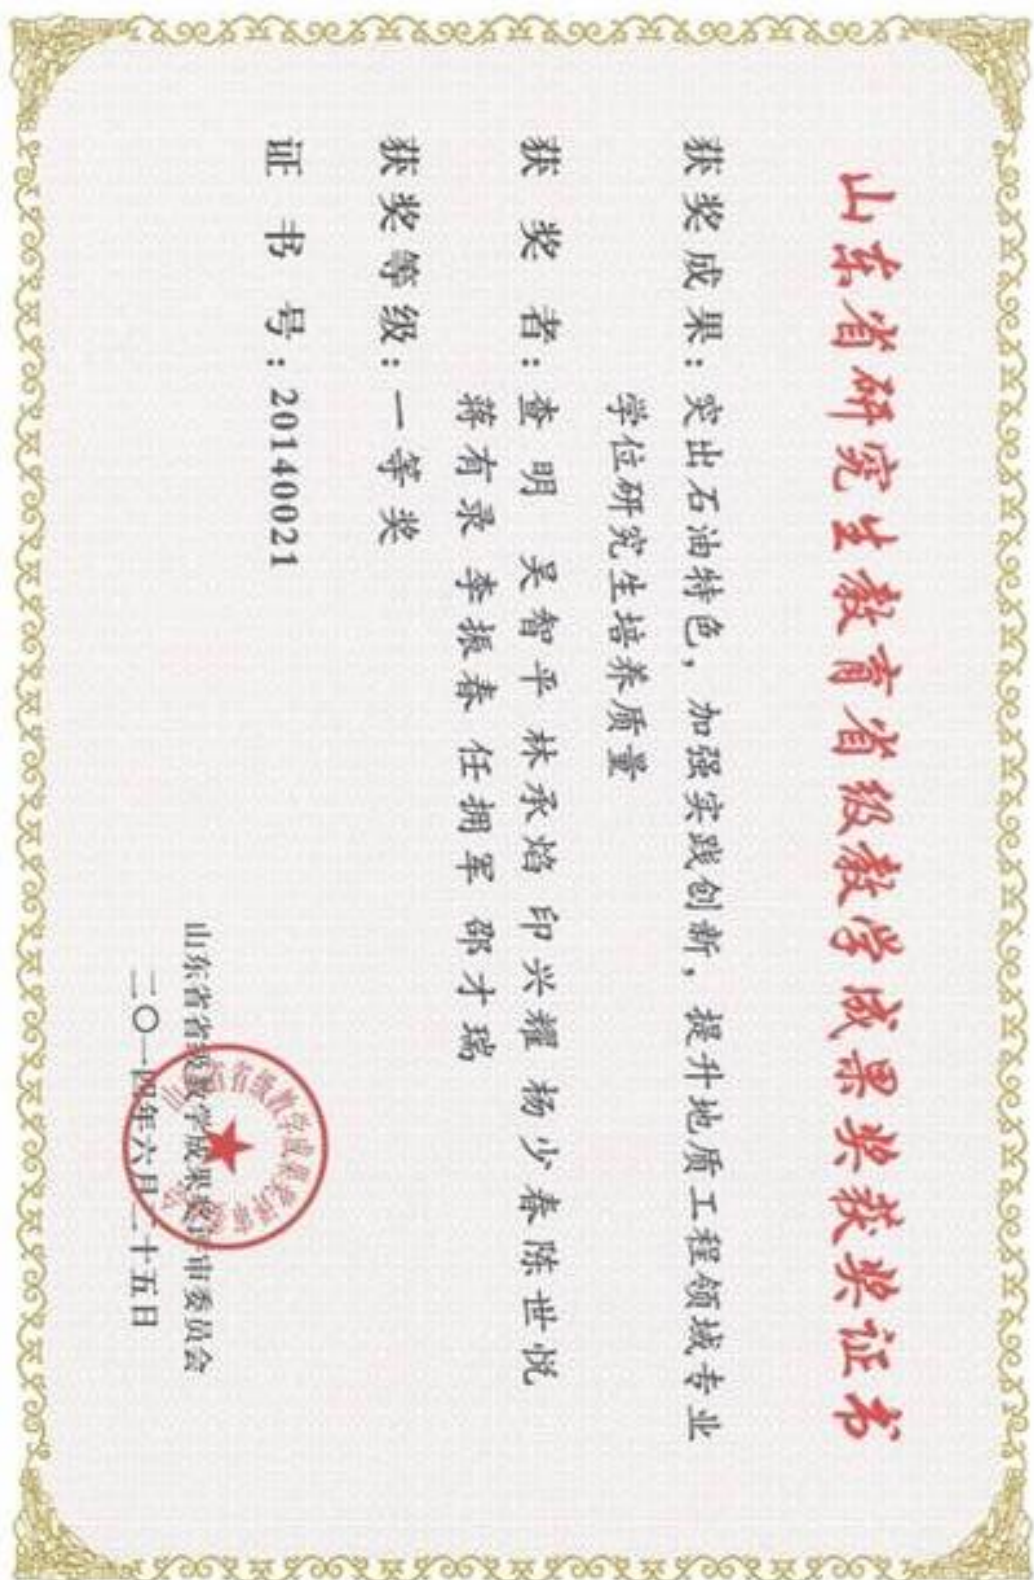 山东省研究生教育省级教学成果奖获奖证书
获奖成果：突出石油特色，加强实践创新，提升地质工程领域专业
学位研究生培养质量
获 奖 者：查 明 吴智平 林承焰 印兴耀 杨少春 陈世悦
蒋有录 李振春 任拥军 邵才瑞
获奖等级：一等奖
证 书 号：20140021
山东省省级教学成果奖评审委员会
二〇一四年六月二十五日